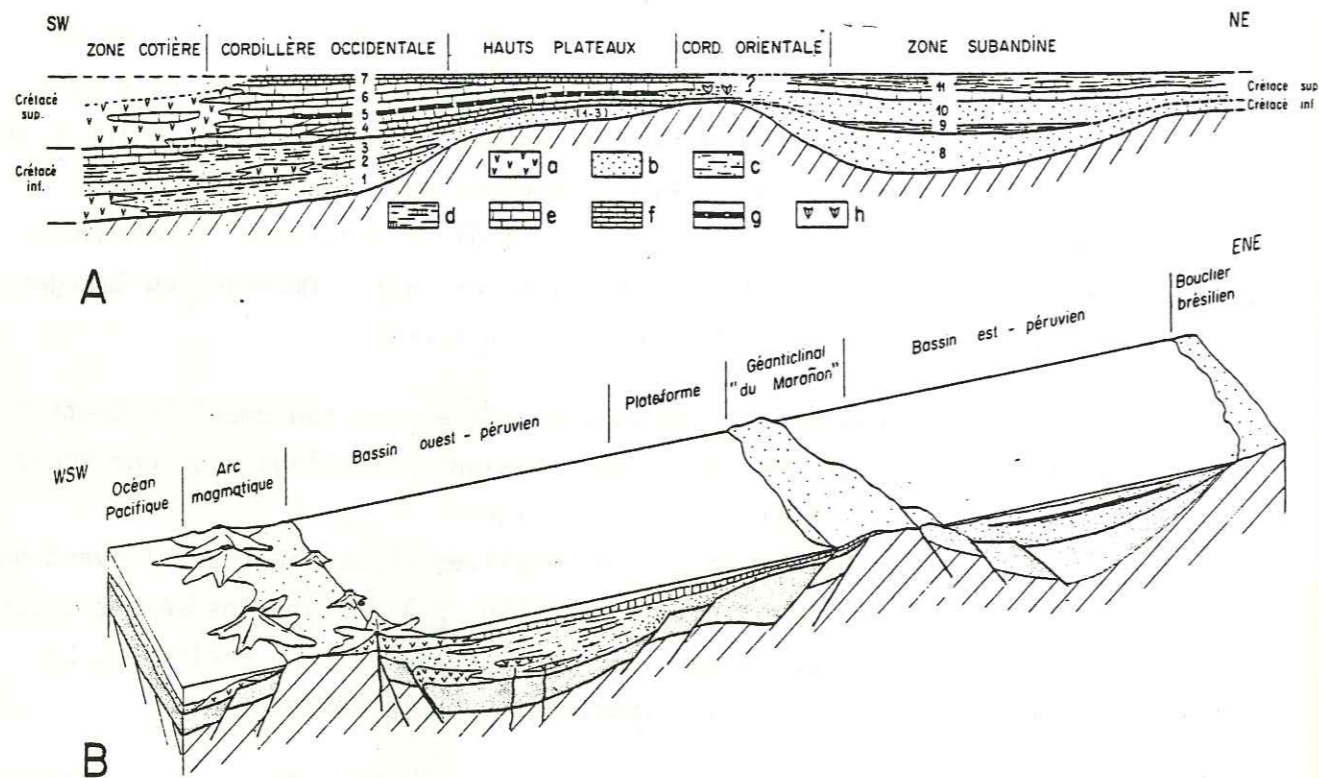 SW
NE
ZONE COTIÈRE CORDILLÈRE OCCIDENTALE HAUTS PLATEAUX CORD. ORIENTALE ZONE SUBANDINE
Crétacé sup.
Crétacé inf.
7
6
5
4
3
2
1
(1-3)
?
11
10
9
8
Crétacé sup
Crétacé inf
a
b
c
d
e
f
g
h
A
ENE
Bouclier brésilien
Bassin est - péruvien
Géanticlinal "du Marañon"
Plateforme
Bassin ouest - péruvien
Arc magmatique
Océan Pacifique
WSW
B